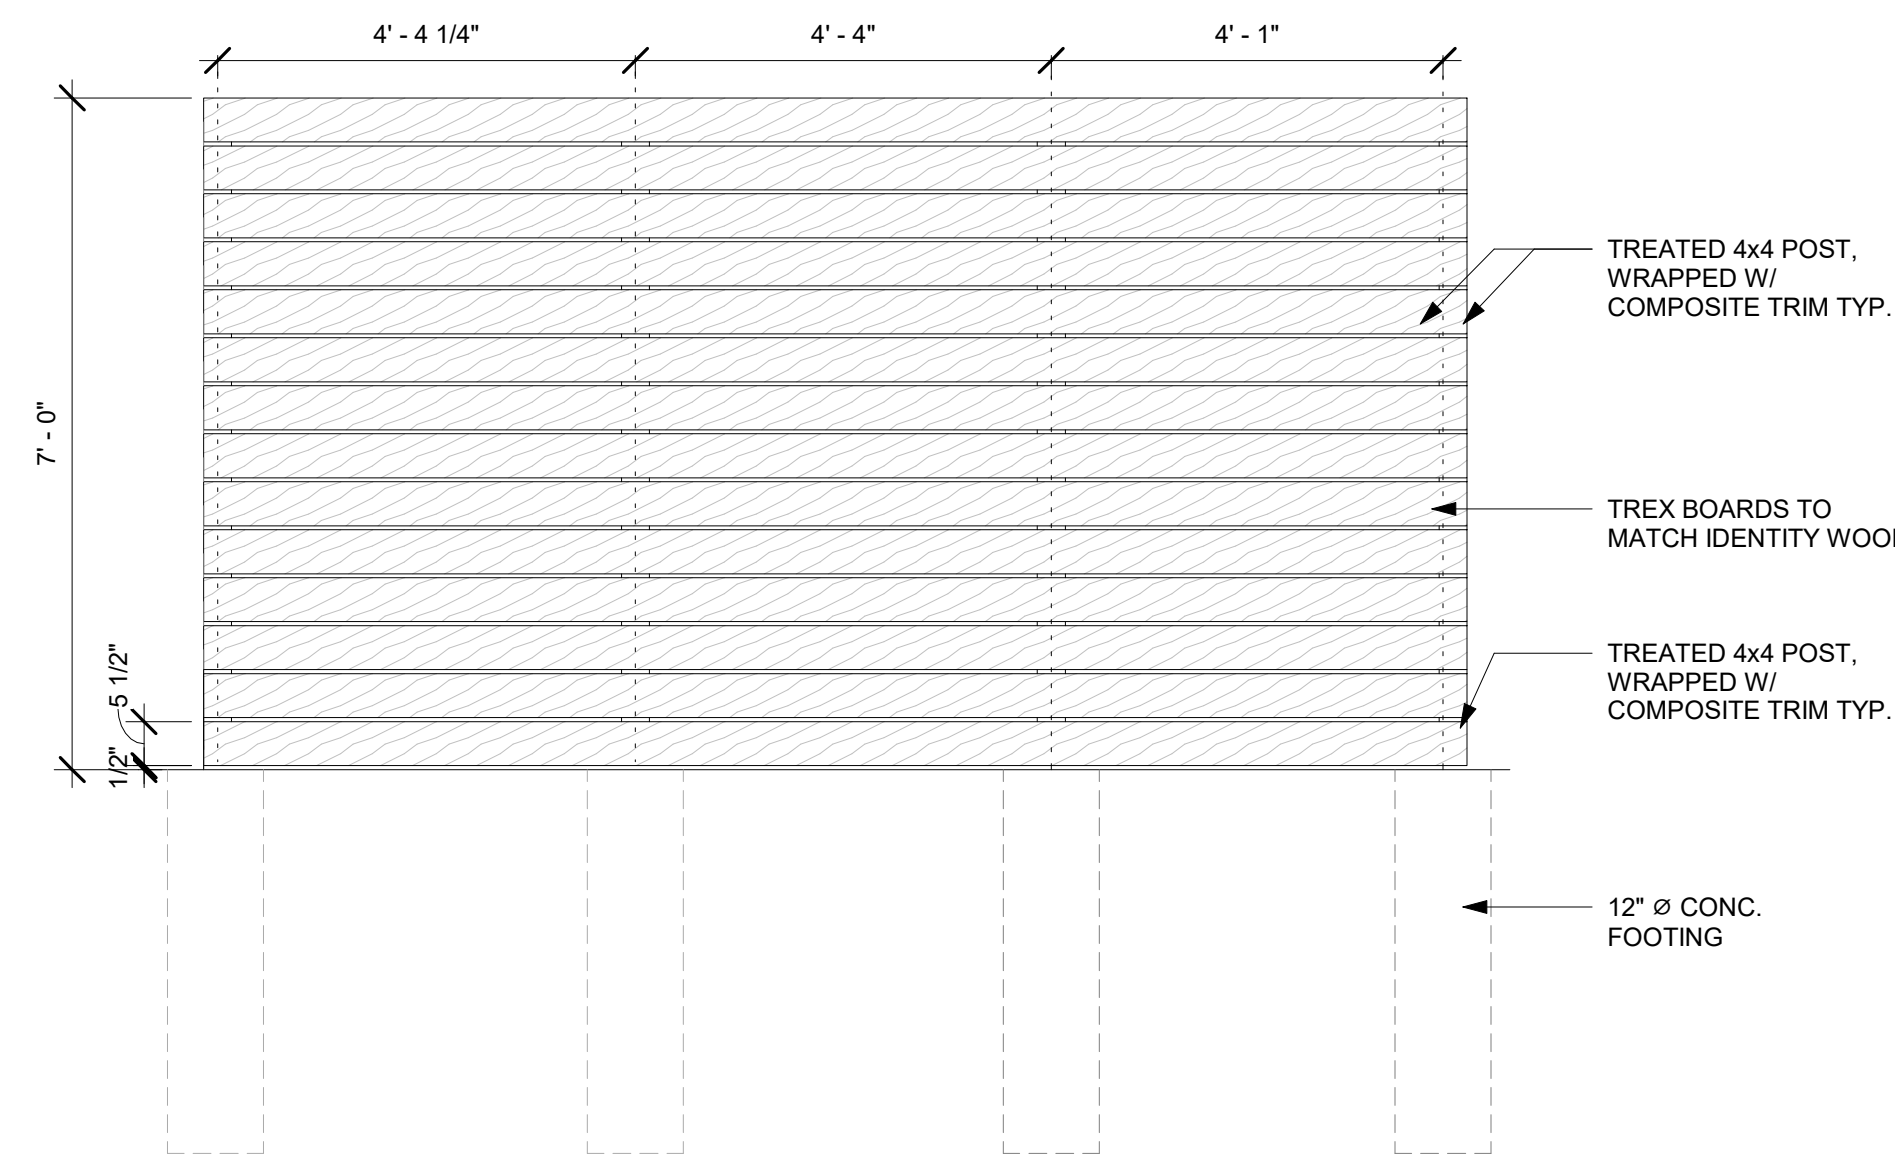 4' - 4 1/4"
4' - 4"
4' - 1"
7' - 0"
5 1/2"
1/2"
TREATED 4x4 POST,
WRAPPED W/
COMPOSITE TRIM TYP.
TREX BOARDS TO
MATCH IDENTITY
TREATED 4x4 POST,
WRAPPED W/
COMPOSITE TRIM TYP.
12" ⌀ CONC.
FOOTING